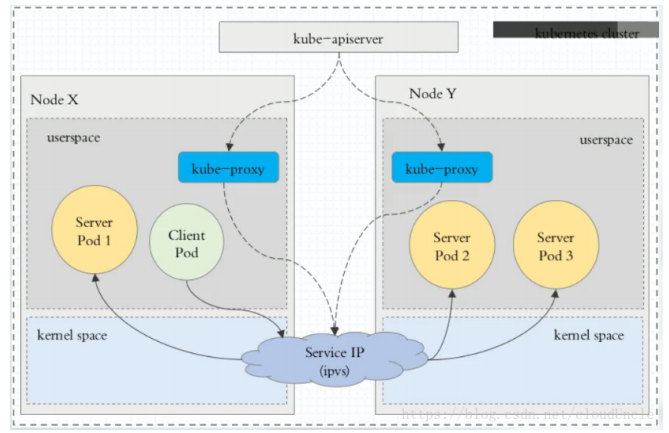 kube-apiserver
kubernetes cluster
Node X
Node Y
userspace
userspace
kube-proxy
kube-proxy
Server
Pod 1
Client
Pod
Server
Pod 2
Server
Pod 3
kernel space
Service IP
(ipvs)
kernel space
https://blog.csdn.net/cloudUncle